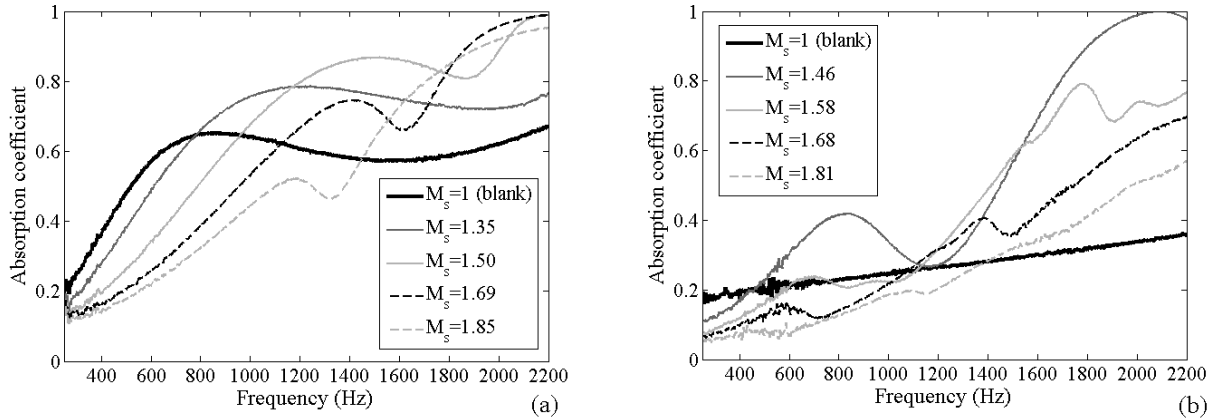 1
0.8
0.6
0.4
0.2
0
Absorption coefficient
400 600 800 1000 1200 1400 1600 1800 2000 2200
Frequency (Hz)
Ms=1 (blank)
Ms=1.35
Ms=1.50
Ms=1.69
Ms=1.85
(a)
1
0.8
0.6
0.4
0.2
0
Absorption coefficient
400 600 800 1000 1200 1400 1600 1800 2000 2200
Frequency (Hz)
Ms=1 (blank)
Ms=1.46
Ms=1.58
Ms=1.68
Ms=1.81
(b)